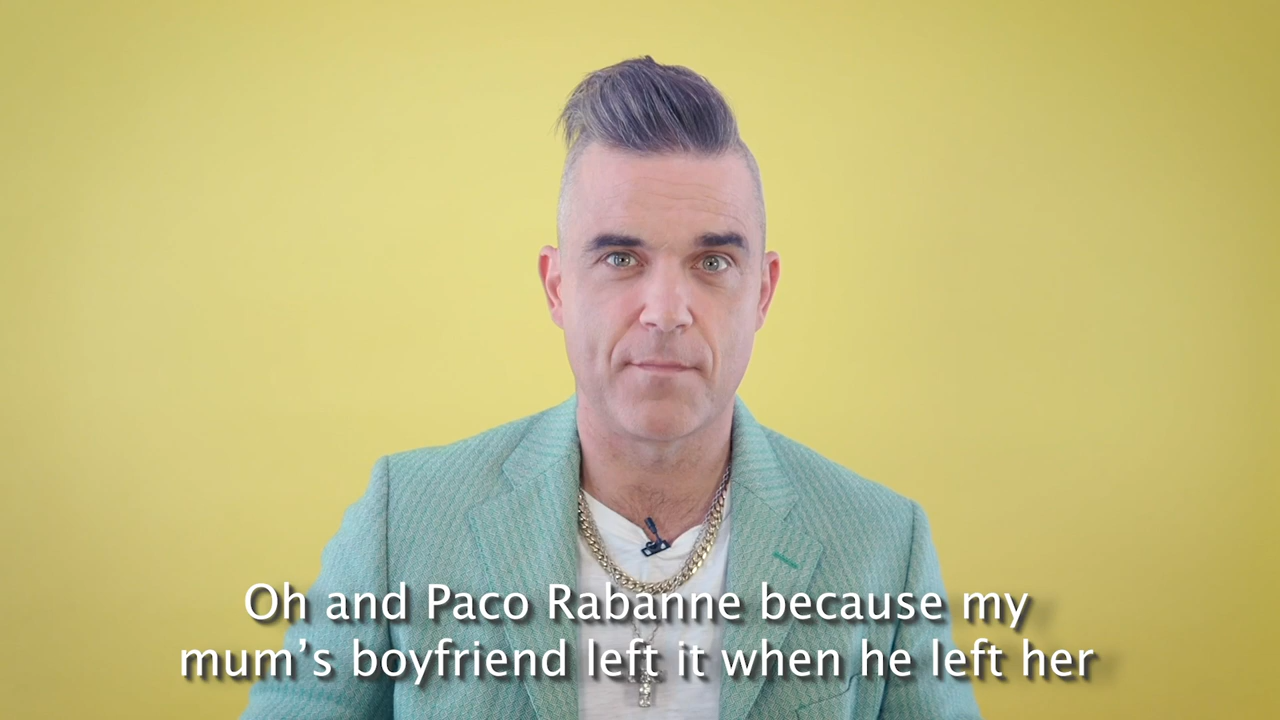 Oh and Paco Rabanne because my
mum’s boyfriend left it when he left her